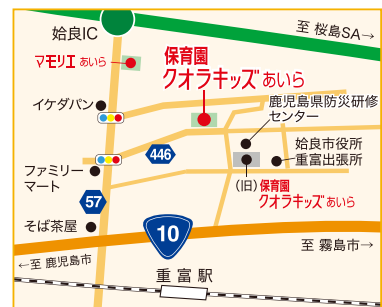 姶良IC
至 桜島SA→
マモリエ あいら
保育園
クオラキッズ あいら
イケダパン
鹿児島県防災研修
センター
446
姶良市役所
重富出張所
ファミリー
マート
(旧)保育園
クオラキッズ あいら
57
そば茶屋
10
至 霧島市→
←至 鹿児島市
重富駅